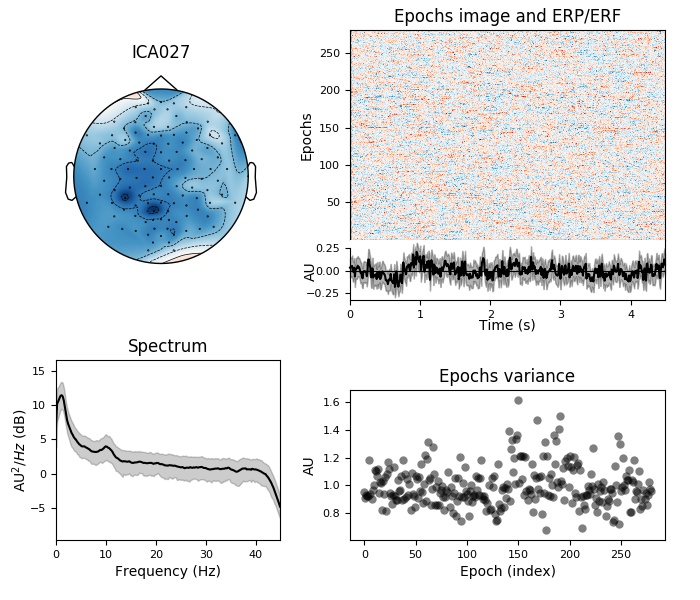 ICA027
Epochs image and ERP/ERF
Epochs
250
200
150
100
50
AU
0.25
0.00
−0.25
0 1 2 3 4
Time (s)
Spectrum
AU²/Hz (dB)
15
10
5
0
−5
0 10 20 30 40
Frequency (Hz)
Epochs variance
AU
1.6
1.4
1.2
1.0
0.8
0 50 100 150 200 250
Epoch (index)